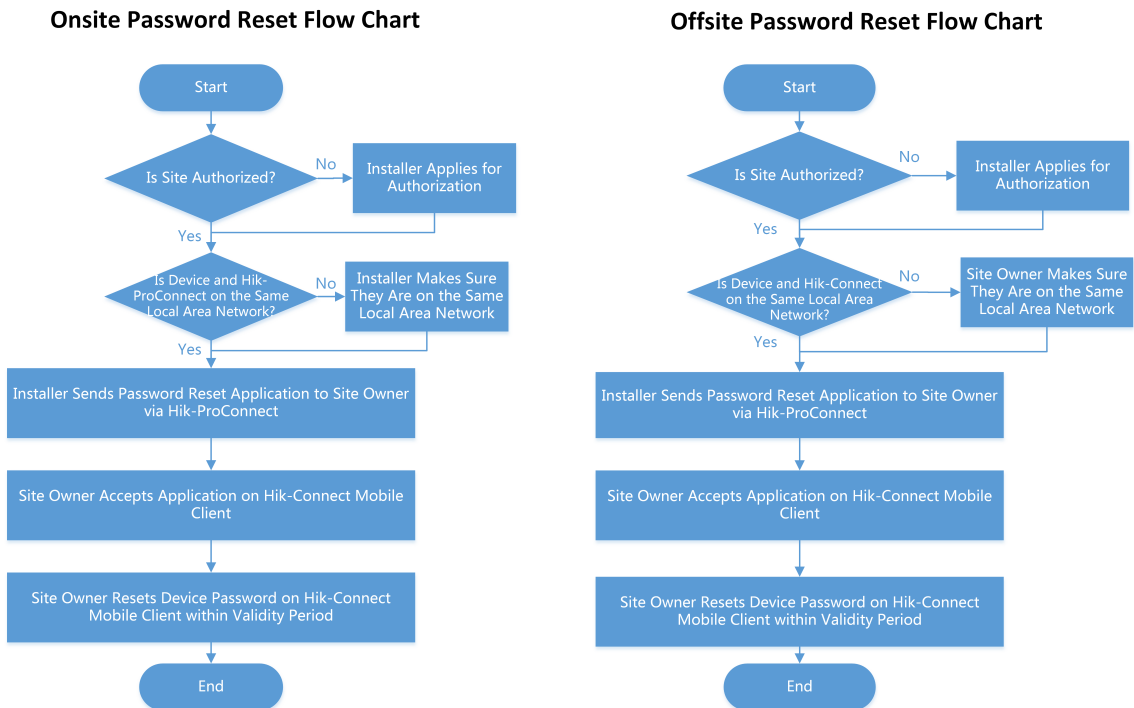 Onsite Password Reset Flow Chart
Start
Is Site Authorized?
No
Installer Applies for
Authorization
Yes
Is Device and Hik-
ProConnect on the Same
Local Area Network?
No
Installer Makes Sure
They Are on the Same
Local Area Network
Yes
Installer Sends Password Reset Application to Site Owner
via Hik-ProConnect
Site Owner Accepts Application on Hik-Connect Mobile
Client
Site Owner Resets Device Password on Hik-Connect
Mobile Client within Validity Period
End
Offsite Password Reset Flow Chart
Start
Is Site Authorized?
No
Installer Applies for
Authorization
Yes
Is Device and Hik-Connect
on the Same Local Area
Network?
No
Site Owner Makes Sure
They Are on the Same
Local Area Network
Yes
Installer Sends Password Reset Application to Site Owner
via Hik-ProConnect
Site Owner Accepts Application on Hik-Connect Mobile
Client
Site Owner Resets Device Password on Hik-Connect
Mobile Client within Validity Period
End